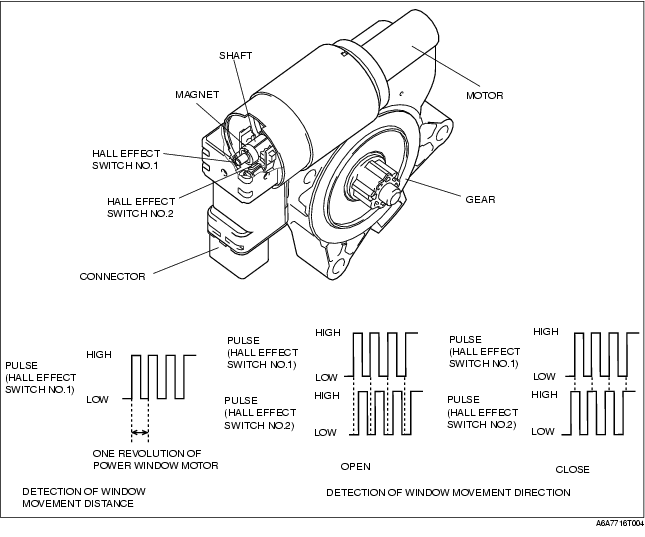 SHAFT
MAGNET
MOTOR
HALL EFFECT
SWITCH NO.1
HALL EFFECT
SWITCH NO.2
GEAR
CONNECTOR
PULSE
(HALL EFFECT
SWITCH NO.1)
HIGH
LOW
ONE REVOLUTION OF
POWER WINDOW MOTOR
DETECTION OF WINDOW
MOVEMENT DISTANCE
PULSE
(HALL EFFECT
SWITCH NO.1)
HIGH
LOW
PULSE
(HALL EFFECT
SWITCH NO.2)
HIGH
LOW
OPEN
PULSE
(HALL EFFECT
SWITCH NO.1)
HIGH
LOW
PULSE
(HALL EFFECT
SWITCH NO.2)
HIGH
LOW
CLOSE
DETECTION OF WINDOW MOVEMENT DIRECTION
A6A7716T004